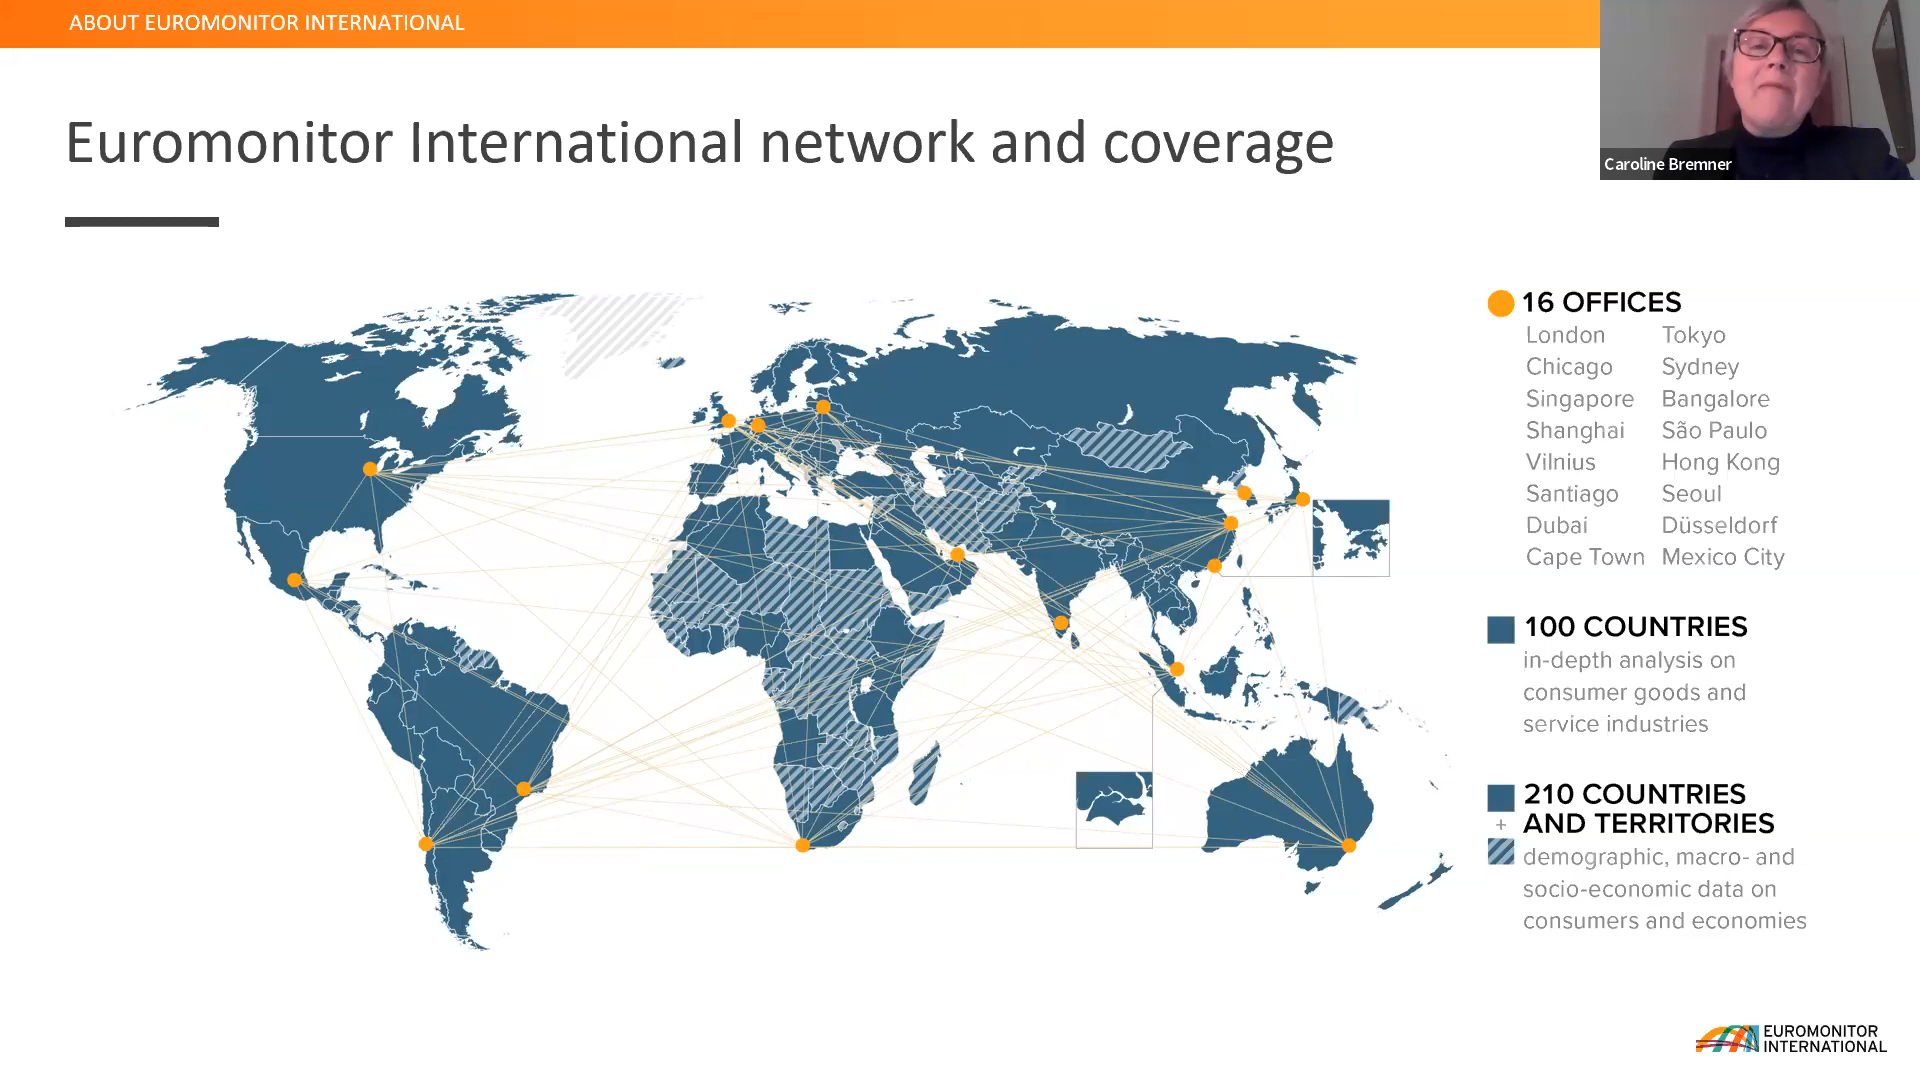 ABOUT EUROMONITOR INTERNATIONAL
Caroline Bremner
Euromonitor International network and coverage
16 OFFICES
London Tokyo
Chicago Sydney
Singapore Bangalore
Shanghai São Paulo
Vilnius Hong Kong
Santiago Seoul
Dubai Düsseldorf
Cape Town Mexico City
100 COUNTRIES
in-depth analysis on
consumer goods and
service industries
210 COUNTRIES
+ AND TERRITORIES
demographic, macro- and
socio-economic data on
consumers and economies
EUROMONITOR
INTERNATIONAL